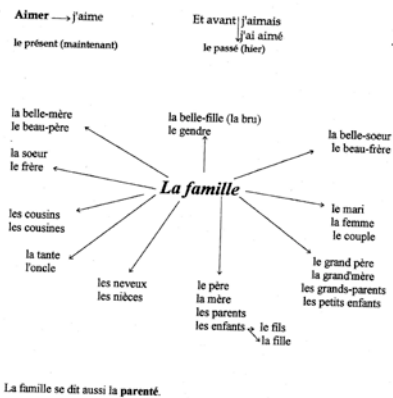 Aimer j'aime
Et avant j'aimais
j'ai aimé
le présent (maintenant)
le passé (hier)
la belle-mère
le beau-père
la belle-fille (la bru)
le gendre
la belle-soeur
le beau-frère
la soeur
le frère
La famille
les cousins
les cousines
le mari
la femme
le couple
la tante
l'oncle
les neveux
les nièces
le père
la mère
les parents
les enfants le fils
la fille
le grand père
la grand'mère
les grands-parents
les petits enfants
La famille se dit aussi la parenté.